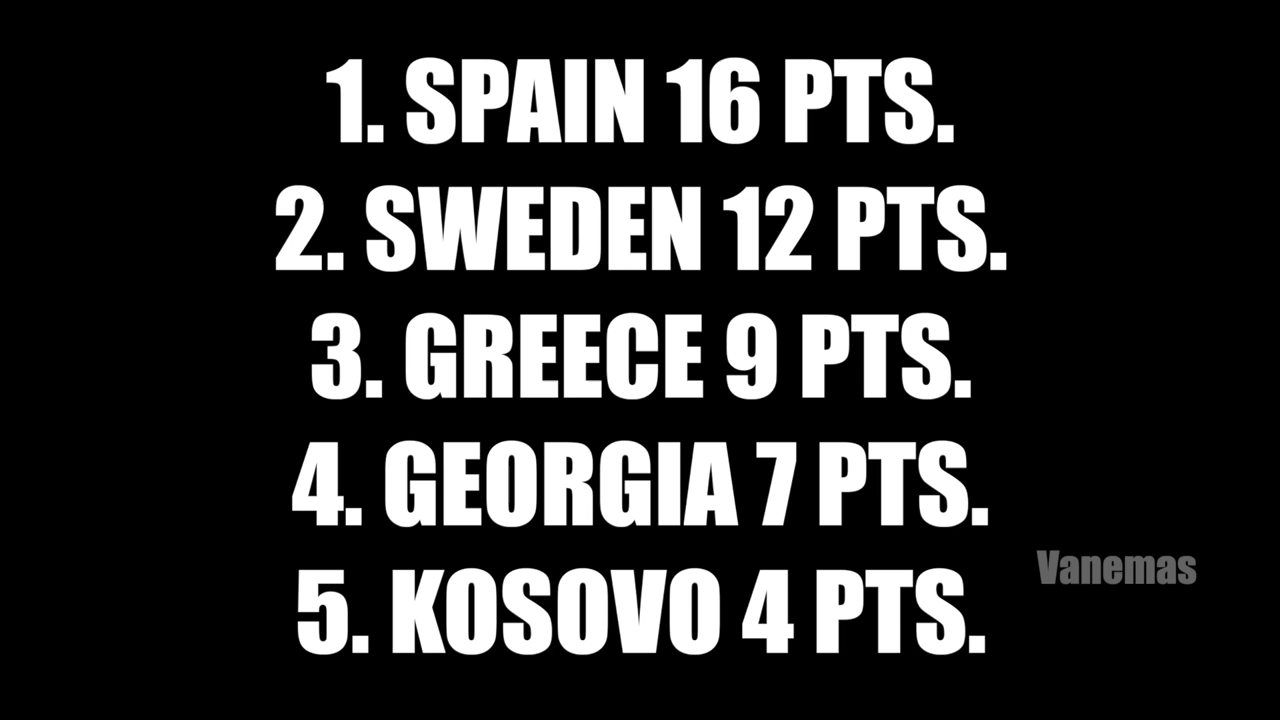 1. SPAIN 16 PTS.
2. SWEDEN 12 PTS.
3. GREECE 9 PTS.
4. GEORGIA 7 PTS.
Vanemas
5. KOSOVO 4 PTS.